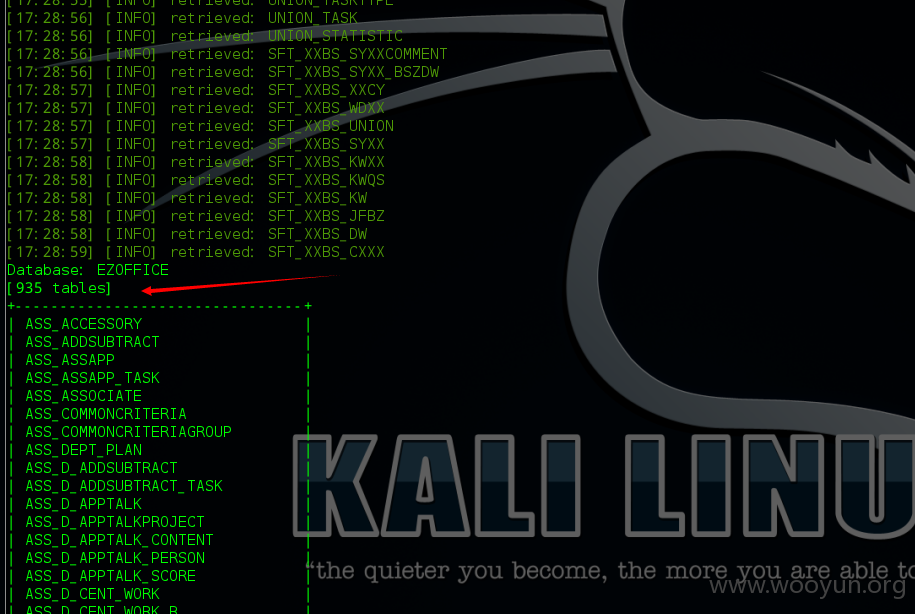 [17:28:55] [INFO] retrieved: UNION_TASKTYPE
[17:28:56] [INFO] retrieved: UNION_TASK
[17:28:56] [INFO] retrieved: UNION_STATISTIC
[17:28:56] [INFO] retrieved: SFT_XXBS_SYXXCOMMENT
[17:28:56] [INFO] retrieved: SFT_XXBS_SYXX_BSZDW
[17:28:57] [INFO] retrieved: SFT_XXBS_XXCY
[17:28:57] [INFO] retrieved: SFT_XXBS_WDXX
[17:28:57] [INFO] retrieved: SFT_XXBS_UNION
[17:28:57] [INFO] retrieved: SFT_XXBS_SYXX
[17:28:58] [INFO] retrieved: SFT_XXBS_KWXX
[17:28:58] [INFO] retrieved: SFT_XXBS_KWQS
[17:28:58] [INFO] retrieved: SFT_XXBS_KW
[17:28:58] [INFO] retrieved: SFT_XXBS_JFBZ
[17:28:58] [INFO] retrieved: SFT_XXBS_DW
[17:28:59] [INFO] retrieved: SFT_XXBS_CXXX
Database: EZOFFICE
[935 tables]
+--------------------------------+
| ASS_ACCESSORY |
| ASS_ADDSUBTRACT |
| ASS_ASSAPP |
| ASS_ASSAPP_TASK |
| ASS_ASSOCIATE |
| ASS_COMMONCRITERIA |
| ASS_COMMONCRITERIAGROUP |
| ASS_DEPT_PLAN |
| ASS_D_ADDSUBTRACT |
| ASS_D_ADDSUBTRACT_TASK |
| ASS_D_APPTALK |
| ASS_D_APPTALKPROJECT |
| ASS_D_APPTALK_CONTENT |
| ASS_D_APPTALK_PERSON |
| ASS_D_APPTALK_SCORE |
| ASS_D_CENT_WORK |
| ASS_D_CENT_WORK_B |
KALI LINU
"the quieter you become, the more you are able to
www.wooyun.org